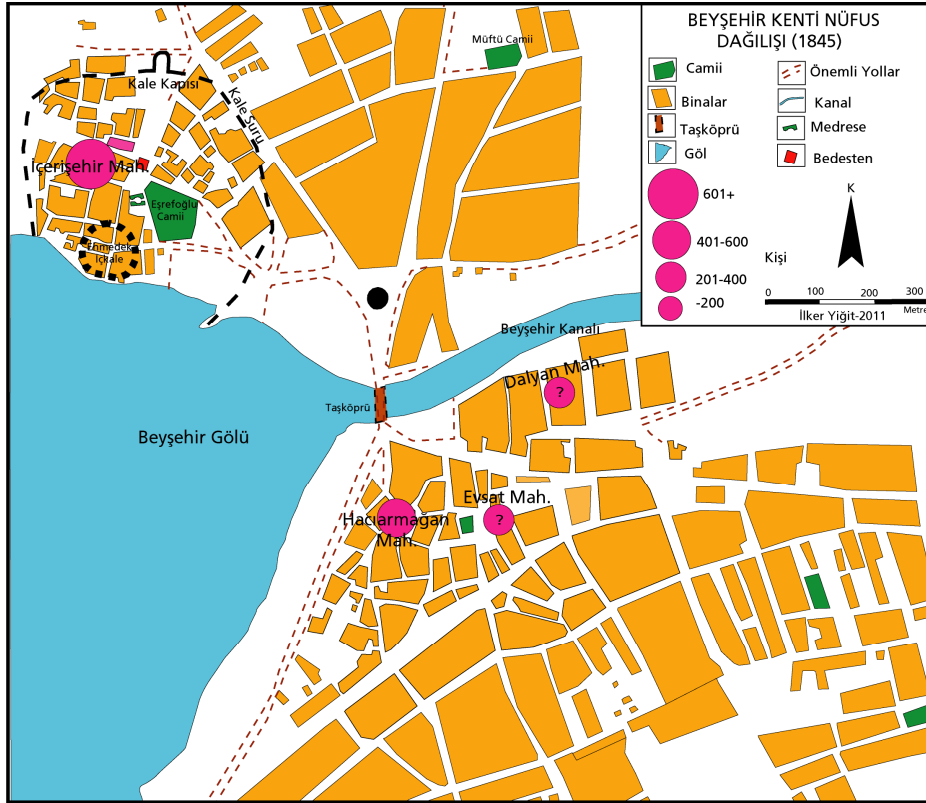 BEYŞEHİR KENTİ NÜFUS
DAĞILIŞI (1845)
Camii
Binalar
Taşköprü
Göl
Önemli Yollar
Kanal
Medrese
Bedesten
601+
401-600
201-400
-200
Kişi
K
0 100 200 300
Metre
İlker Yiğit-2011
Müftü Camii
Kale Kapısı
Kale Suru
İçerişehir Mah.
Eşrefoğlu
Camii
Ehmedek
İçkale
Beyşehir Kanalı
Dalyan Mah.
?
Taşköprü
Beyşehir Gölü
Evsat Mah.
?
Hacıarmağan
Mah.